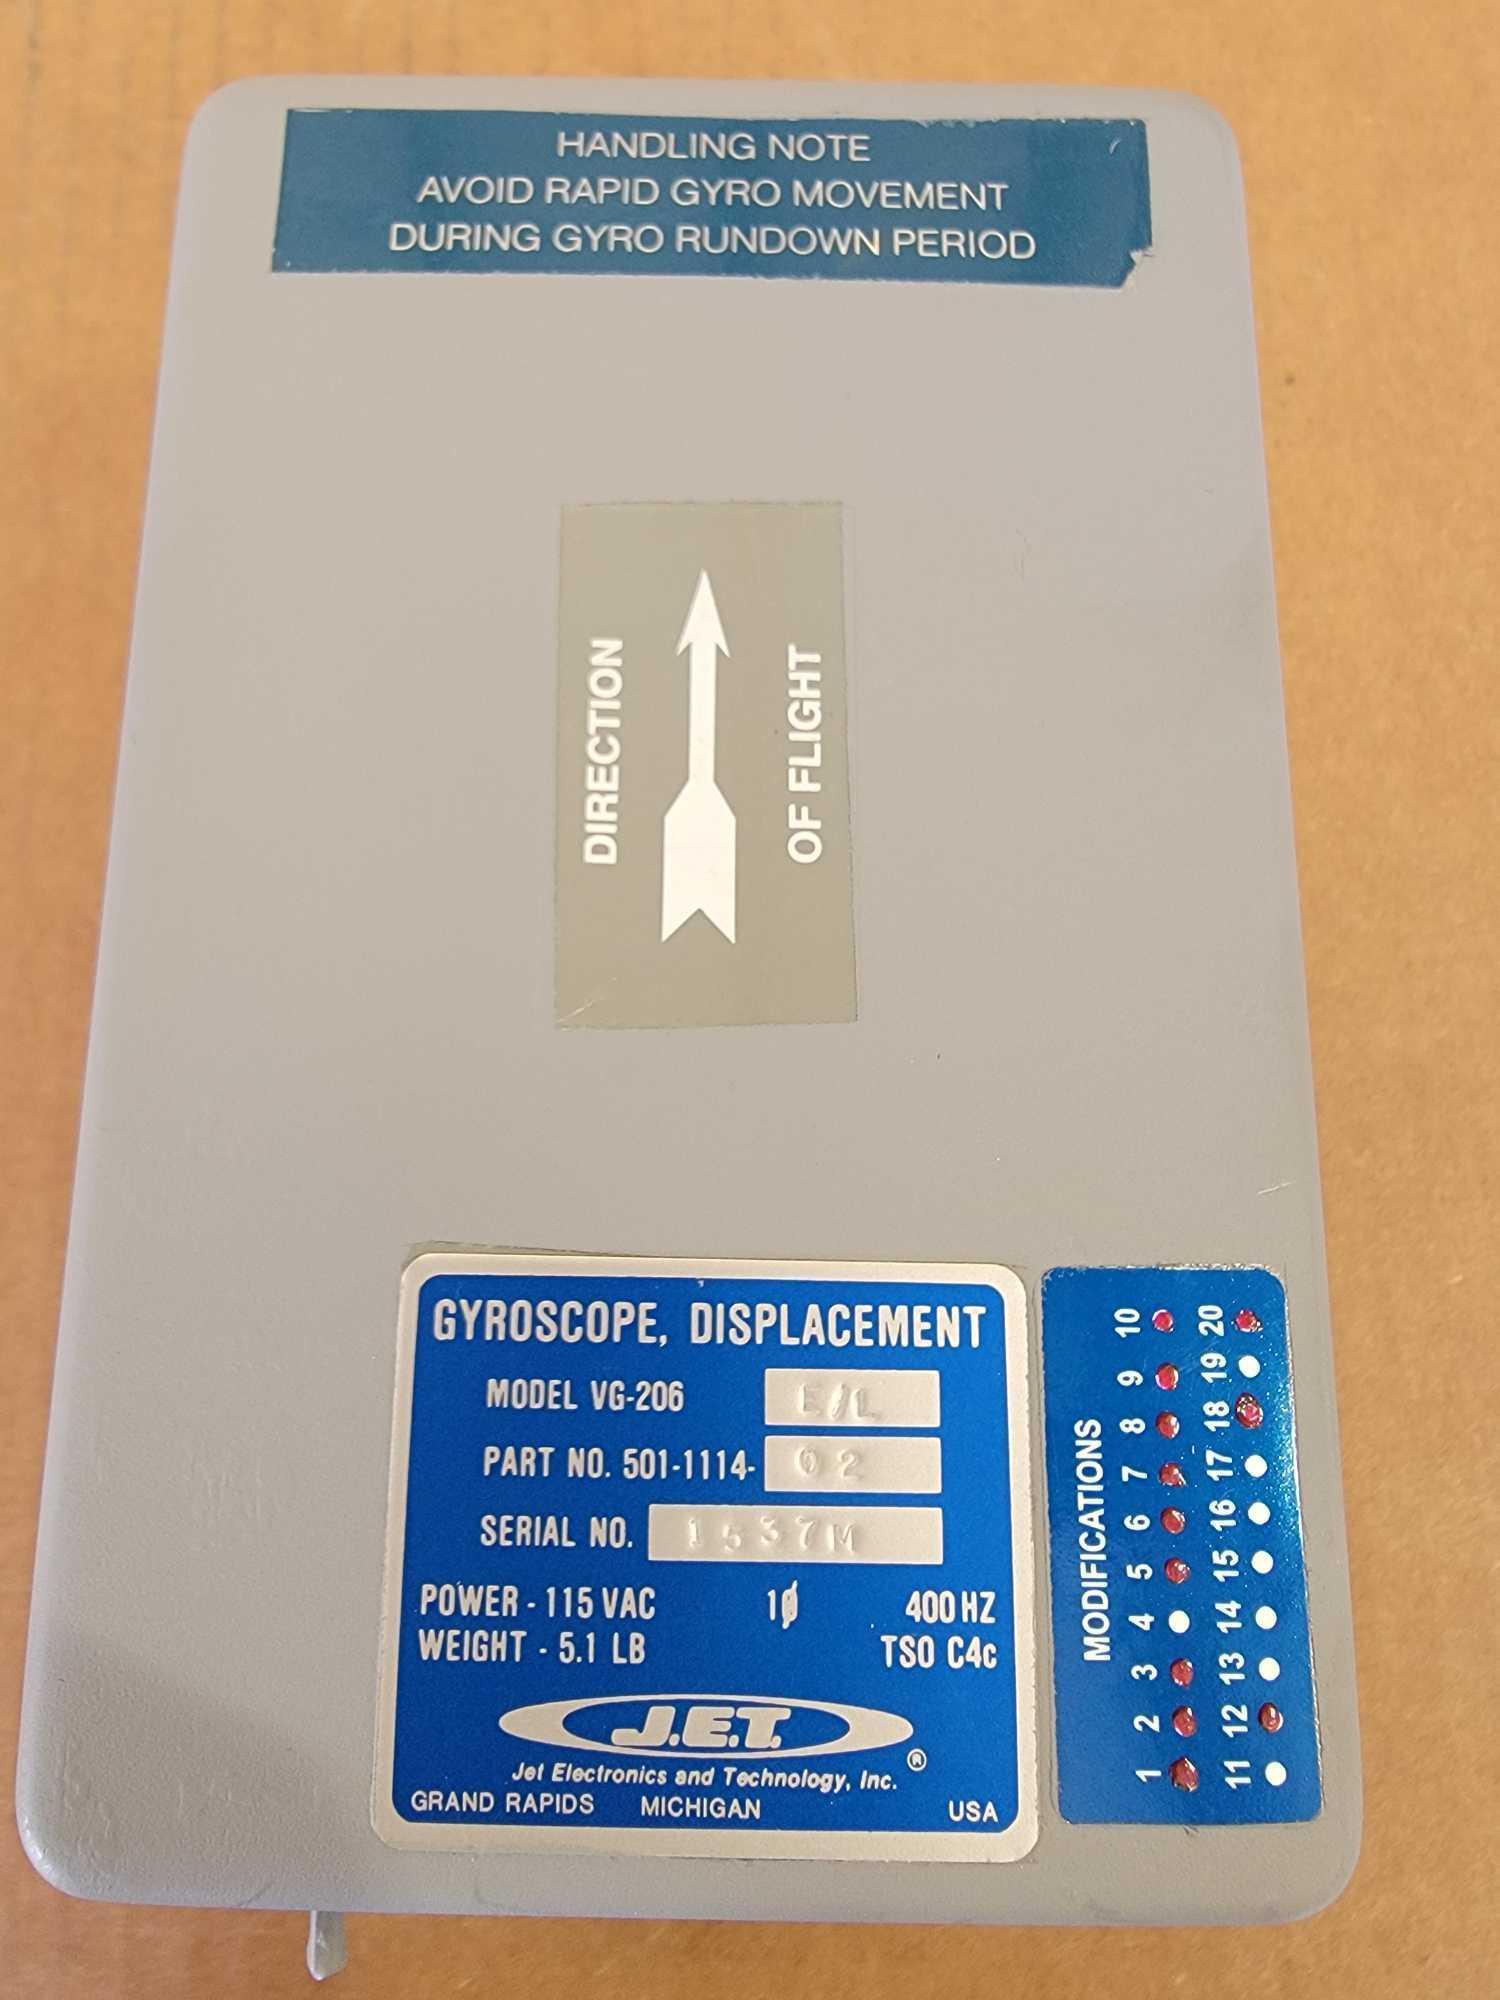 HANDLING NOTE
AVOID RAPID GYRO MOVEMENT
DURING GYRO RUNDOWN PERIOD
DIRECTION
OF FLIGHT
GYROSCOPE, DISPLACEMENT
MODEL VG-206 E/L
PART NO. 501-1114- 02
SERIAL NO. 1537M
POWER - 115 VAC 1Ø 400 HZ
WEIGHT - 5.1 LB TSO C4c
J.E.T.
®
Jet Electronics and Technology, Inc.
GRAND RAPIDS MICHIGAN USA
MODIFICATIONS
1 2 3 4 5 6 7 8 9 10
11 12 13 14 15 16 17 18 19 20